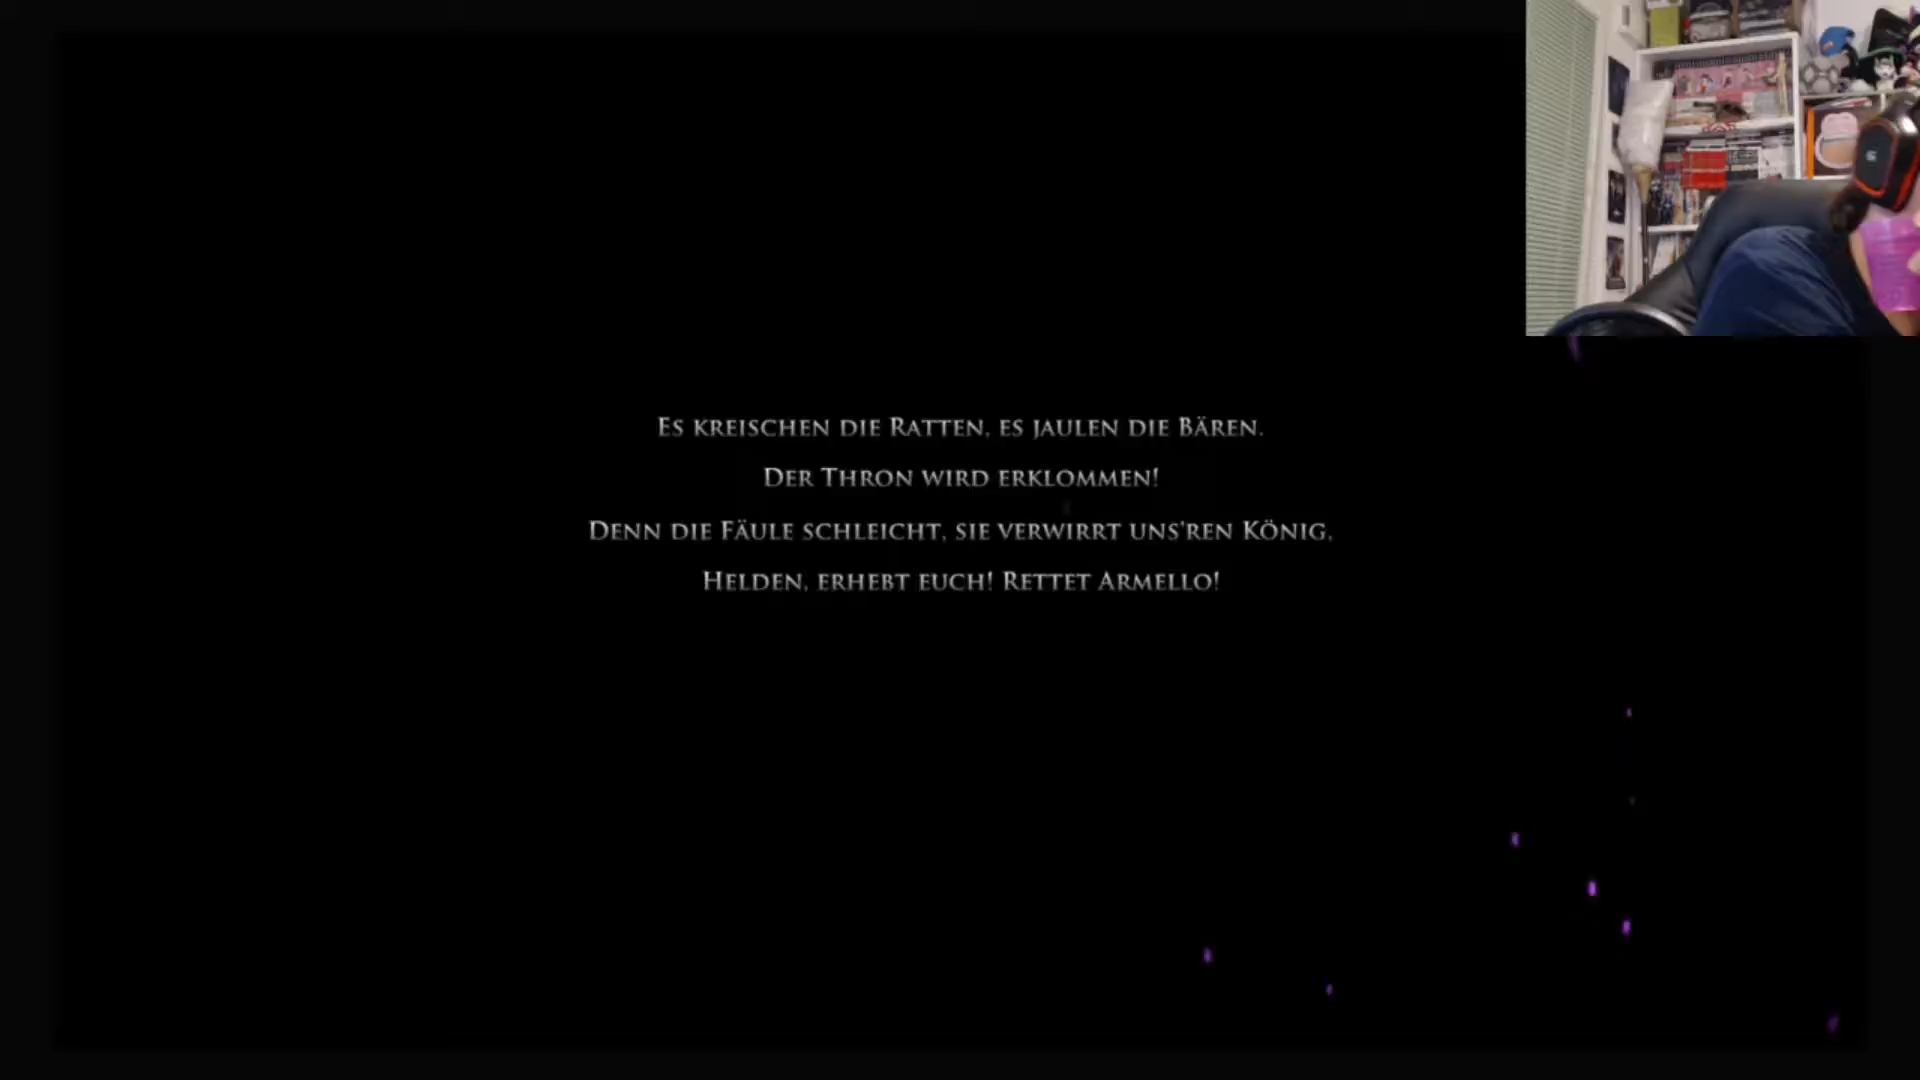 Es kreischen die Ratten, es jaulen die Bären.
Der Thron wird erklommen!
Denn die Fäule schleicht, sie verwirrt uns'ren König,
Helden, erhebt euch! Rettet Armello!